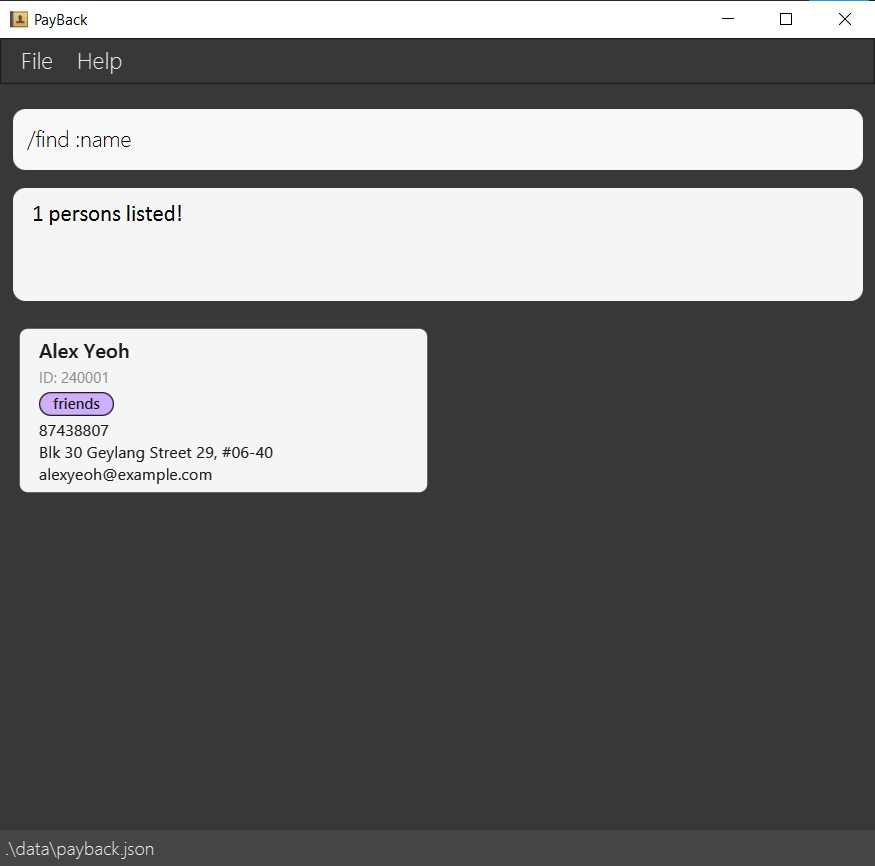 PayBack
File Help
/find :name
1 persons listed!
Alex Yeoh
ID: 240001
friends
87438807
Blk 30 Geylang Street 29, #06-40
alexyeoh@example.com
.\data\payback.json